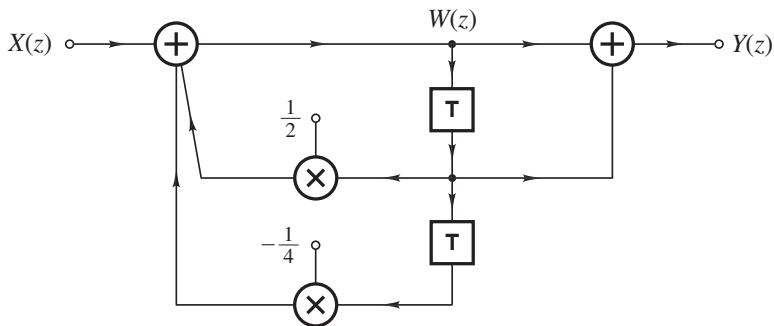 W(z)
X(z) + + Y(z)
T
1/2
×
T
-1/4
×